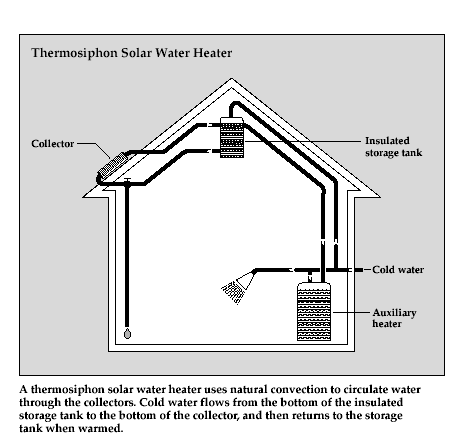 Thermosiphon Solar Water Heater
Collector
Insulated
storage tank
Cold water
Auxiliary
heater
A thermosiphon solar water heater uses natural convection to circulate water
through the collectors. Cold water flows from the bottom of the insulated
storage tank to the bottom of the collector, and then returns to the storage
tank when warmed.